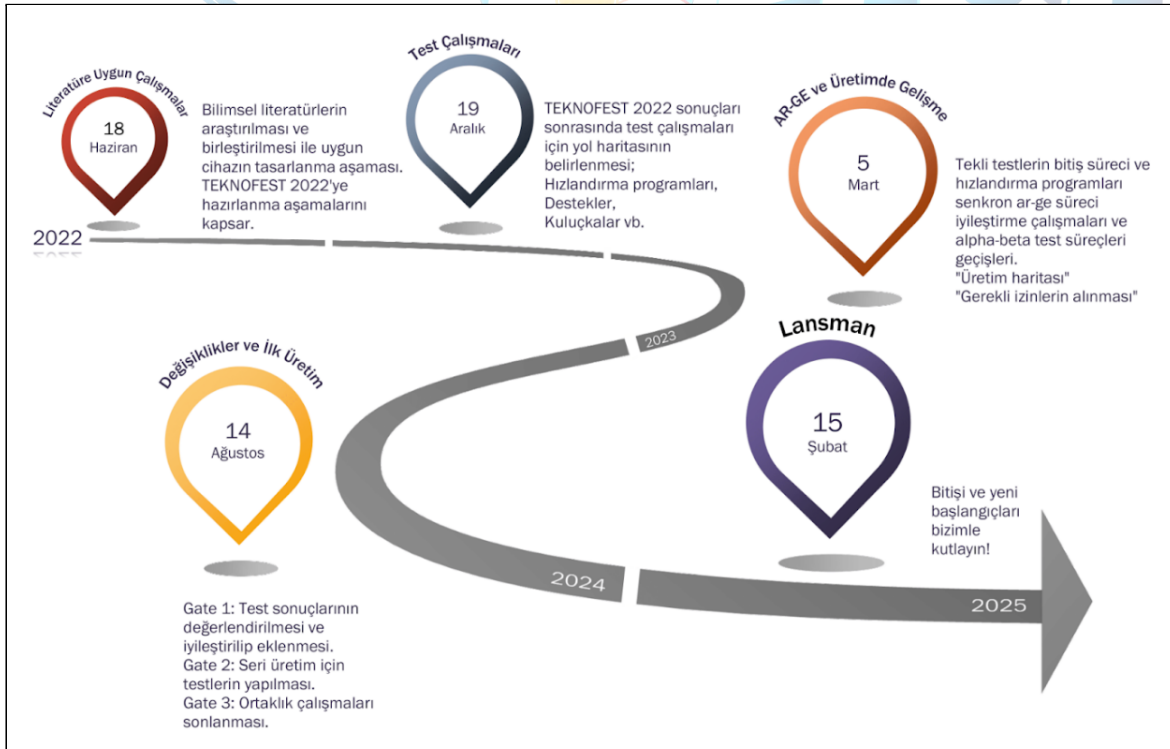 Literatüre Uygun Çalışmalar
18
Haziran
Bilimsel literatürlerin
araştırılması ve
birleştirilmesi ile uygun
cihazın tasarlanma aşaması.
TEKNOFEST 2022'ye
hazırlanma aşamalarını
kapsar.
Test Çalışmaları
19
Aralık
TEKNOFEST 2022 sonuçları
sonrasında test çalışmaları
için yol haritasının
belirlenmesi;
Hızlandırma programları,
Destekler,
Kuluçkalar vb.
AR-GE ve Üretimde Gelişme
5
Mart
Tekli testlerin bitiş süreci ve
hızlandırma programları
senkron ar-ge süreci
iyileştirme çalışmaları ve
alpha-beta test süreçleri
geçişleri.
"Üretim haritası"
"Gerekli izinlerin alınması"
2022
2023
Değişiklikler ve İlk Üretim
14
Ağustos
Gate 1: Test sonuçlarının
değerlendirilmesi ve
iyileştirilip eklenmesi.
Gate 2: Seri üretim için
testlerin yapılması.
Gate 3: Ortaklık çalışmaları
sonlanması.
Lansman
15
Şubat
Bitişi ve yeni
başlangıçları
bizimle
kutlayın!
2024
2025